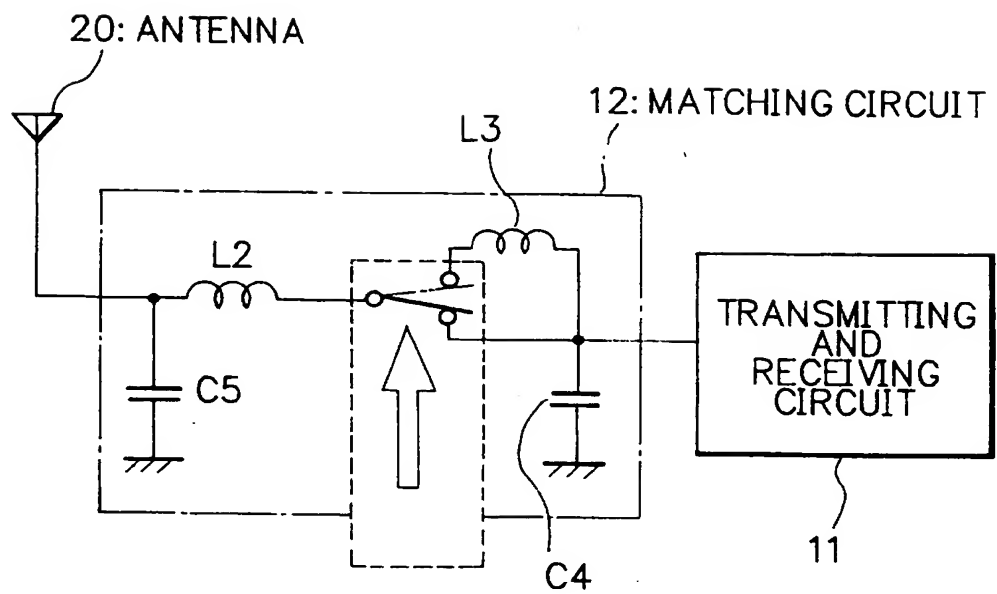 20: ANTENNA
12: MATCHING CIRCUIT
L3
L2
C5
TRANSMITTING
AND
RECEIVING
CIRCUIT
11
C4